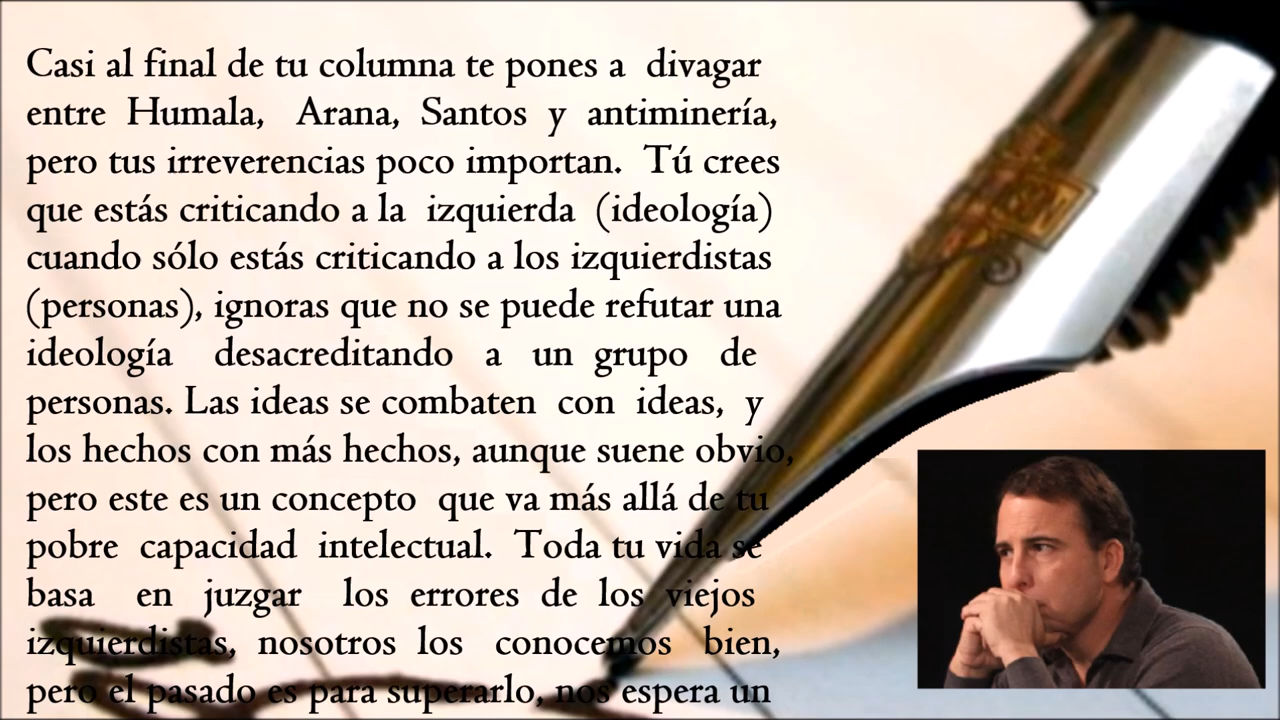 Casi al final de tu columna te pones a divagar
entre Humala, Arana, Santos y antiminería,
pero tus irreverencias poco importan. Tú crees
que estás criticando a la izquierda (ideología)
cuando sólo estás criticando a los izquierdistas
(personas), ignoras que no se puede refutar una
ideología desacreditando a un grupo de
personas. Las ideas se combaten con ideas, y
los hechos con más hechos, aunque suene obvio,
pero este es un concepto que va más allá de tu
pobre capacidad intelectual. Toda tu vida se
basa en juzgar los errores de los viejos
izquierdistas, nosotros los conocemos bien,
pero el pasado es para superarlo, nos espera un